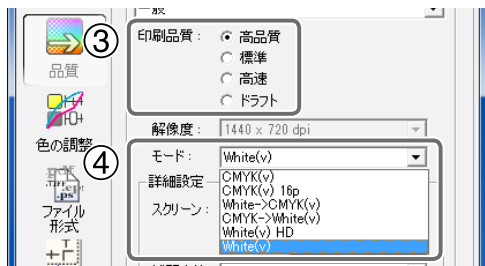 一般
③
印刷品質：
高品質
標準
高速
ドラフト
品質
解像度：
1440 x 720 dpi
色の調整
④
モード：
White(v)
詳細設定
CMYK(v)
CMYK(v) 16p
White->CMYK(v)
CMYK->White(v)
White(v) HD
White(v)
スクリーン：
.TIFF
.eps
.ps
ファイル
形式